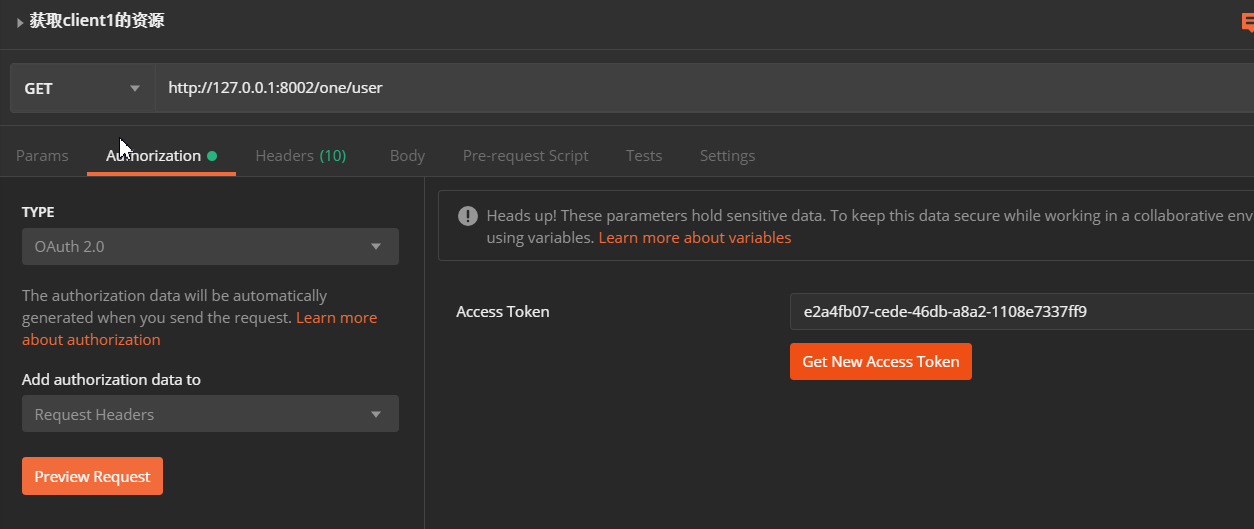 获取client1的资源
GET
http://127.0.0.1:8002/one/user
Params
Authorization
Headers (10)
Body
Pre-request Script
Tests
Settings
TYPE
OAuth 2.0
The authorization data will be automatically
generated when you send the request. Learn more
about authorization
Add authorization data to
Request Headers
Preview Request
Heads up! These parameters hold sensitive data. To keep this data secure while working in a collaborative env
using variables. Learn more about variables
Access Token
e2a4fb07-cede-46db-a8a2-1108e7337ff9
Get New Access Token